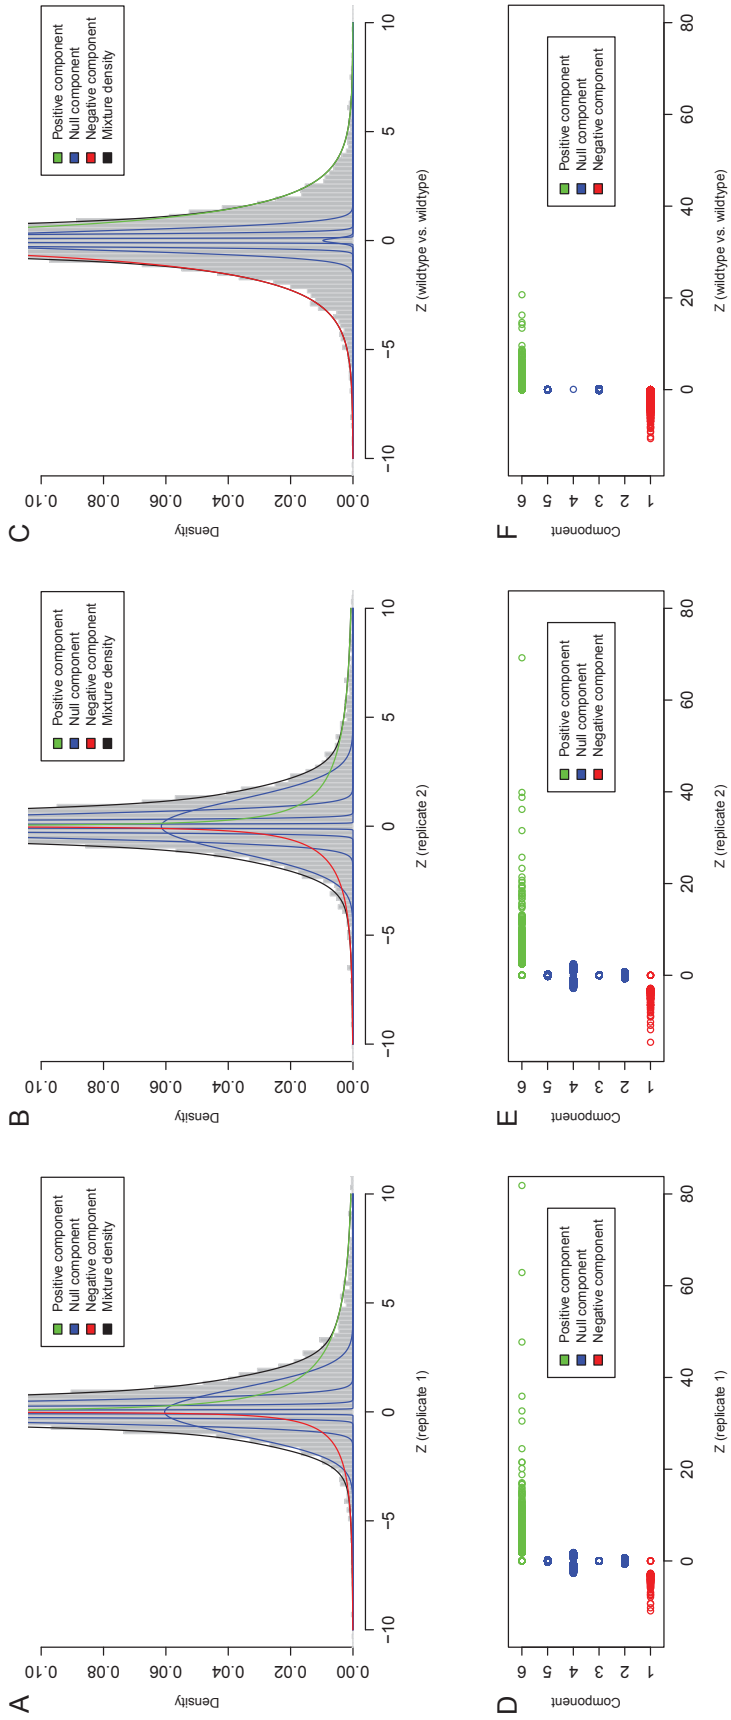 A
Density
0.00 0.02 0.04 0.06 0.08 0.10
−10 −5 0 5 10
Z (replicate 1)
Positive component
Null component
Negative component
Mixture density
B
Density
0.00 0.02 0.04 0.06 0.08 0.10
−10 −5 0 5 10
Z (replicate 2)
Positive component
Null component
Negative component
Mixture density
C
Density
0.00 0.02 0.04 0.06 0.08 0.10
−10 −5 0 5 10
Z (wildtype vs. wildtype)
Positive component
Null component
Negative component
Mixture density
D
Component
1 2 3 4 5 6
0 20 40 60 80
Z (replicate 1)
Positive component
Null component
Negative component
E
Component
1 2 3 4 5 6
0 20 40 60 80
Z (replicate 2)
Positive component
Null component
Negative component
F
Component
1 2 3 4 5 6
0 20 40 60 80
Z (wildtype vs. wildtype)
Positive component
Null component
Negative component